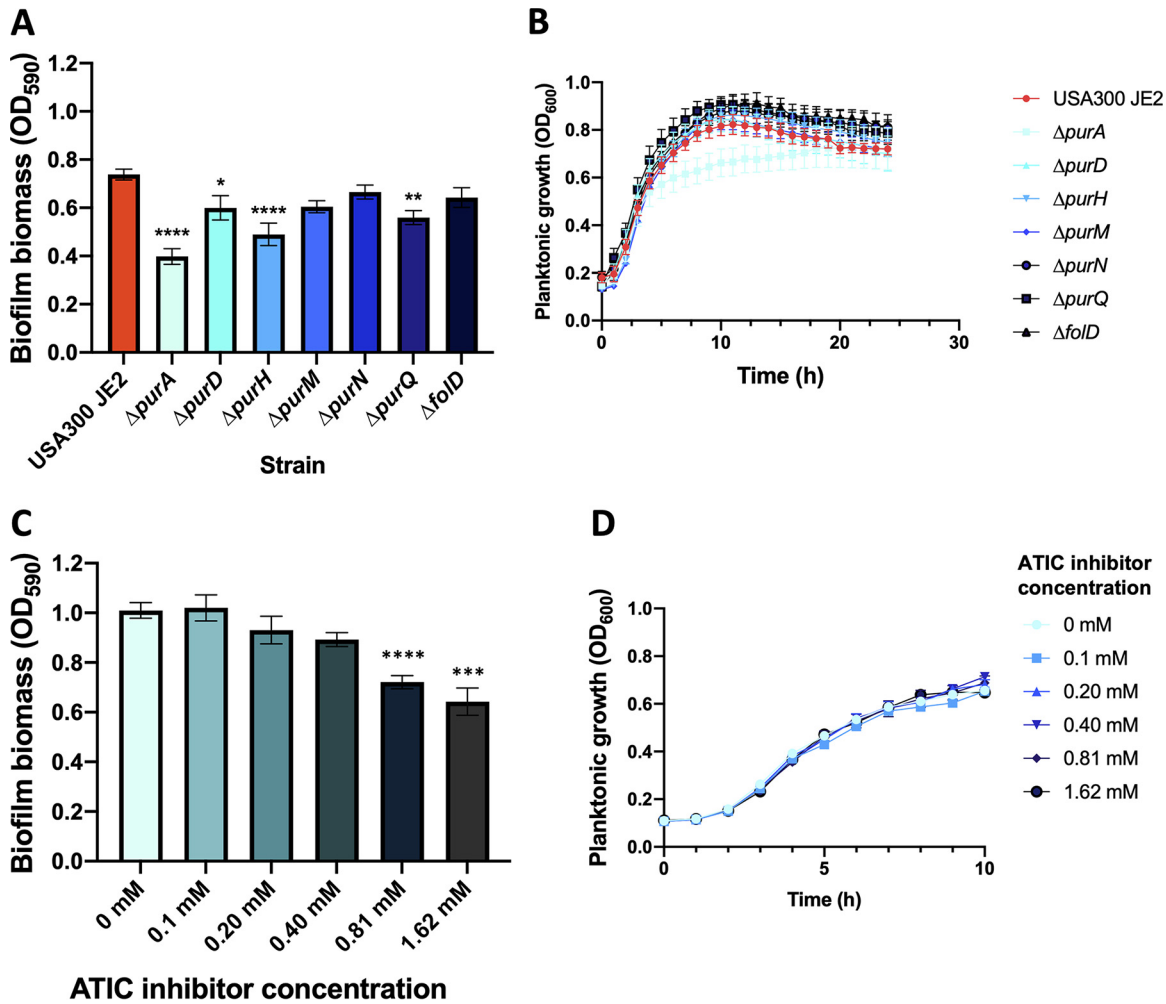 A
Biofilm biomass (OD590)
1.2
1.0
0.8
0.6
0.4
0.2
0.0
****
*
****
**
USA300 JE2
ΔpurA
ΔpurD
ΔpurH
ΔpurM
ΔpurN
ΔpurQ
ΔfolD
Strain
B
Planktonic growth (OD600)
1.0
0.8
0.6
0.4
0.2
0.0
0
10
20
30
Time (h)
USA300 JE2
ΔpurA
ΔpurD
ΔpurH
ΔpurM
ΔpurN
ΔpurQ
ΔfolD
C
Biofilm biomass (OD590)
1.2
1.0
0.8
0.6
0.4
0.2
0.0
****
***
0 mM
0.1 mM
0.20 mM
0.40 mM
0.81 mM
1.62 mM
ATIC inhibitor concentration
D
Planktonic growth (OD600)
1.0
0.8
0.6
0.4
0.2
0.0
0
5
10
Time (h)
ATIC inhibitor
concentration
0 mM
0.1 mM
0.20 mM
0.40 mM
0.81 mM
1.62 mM